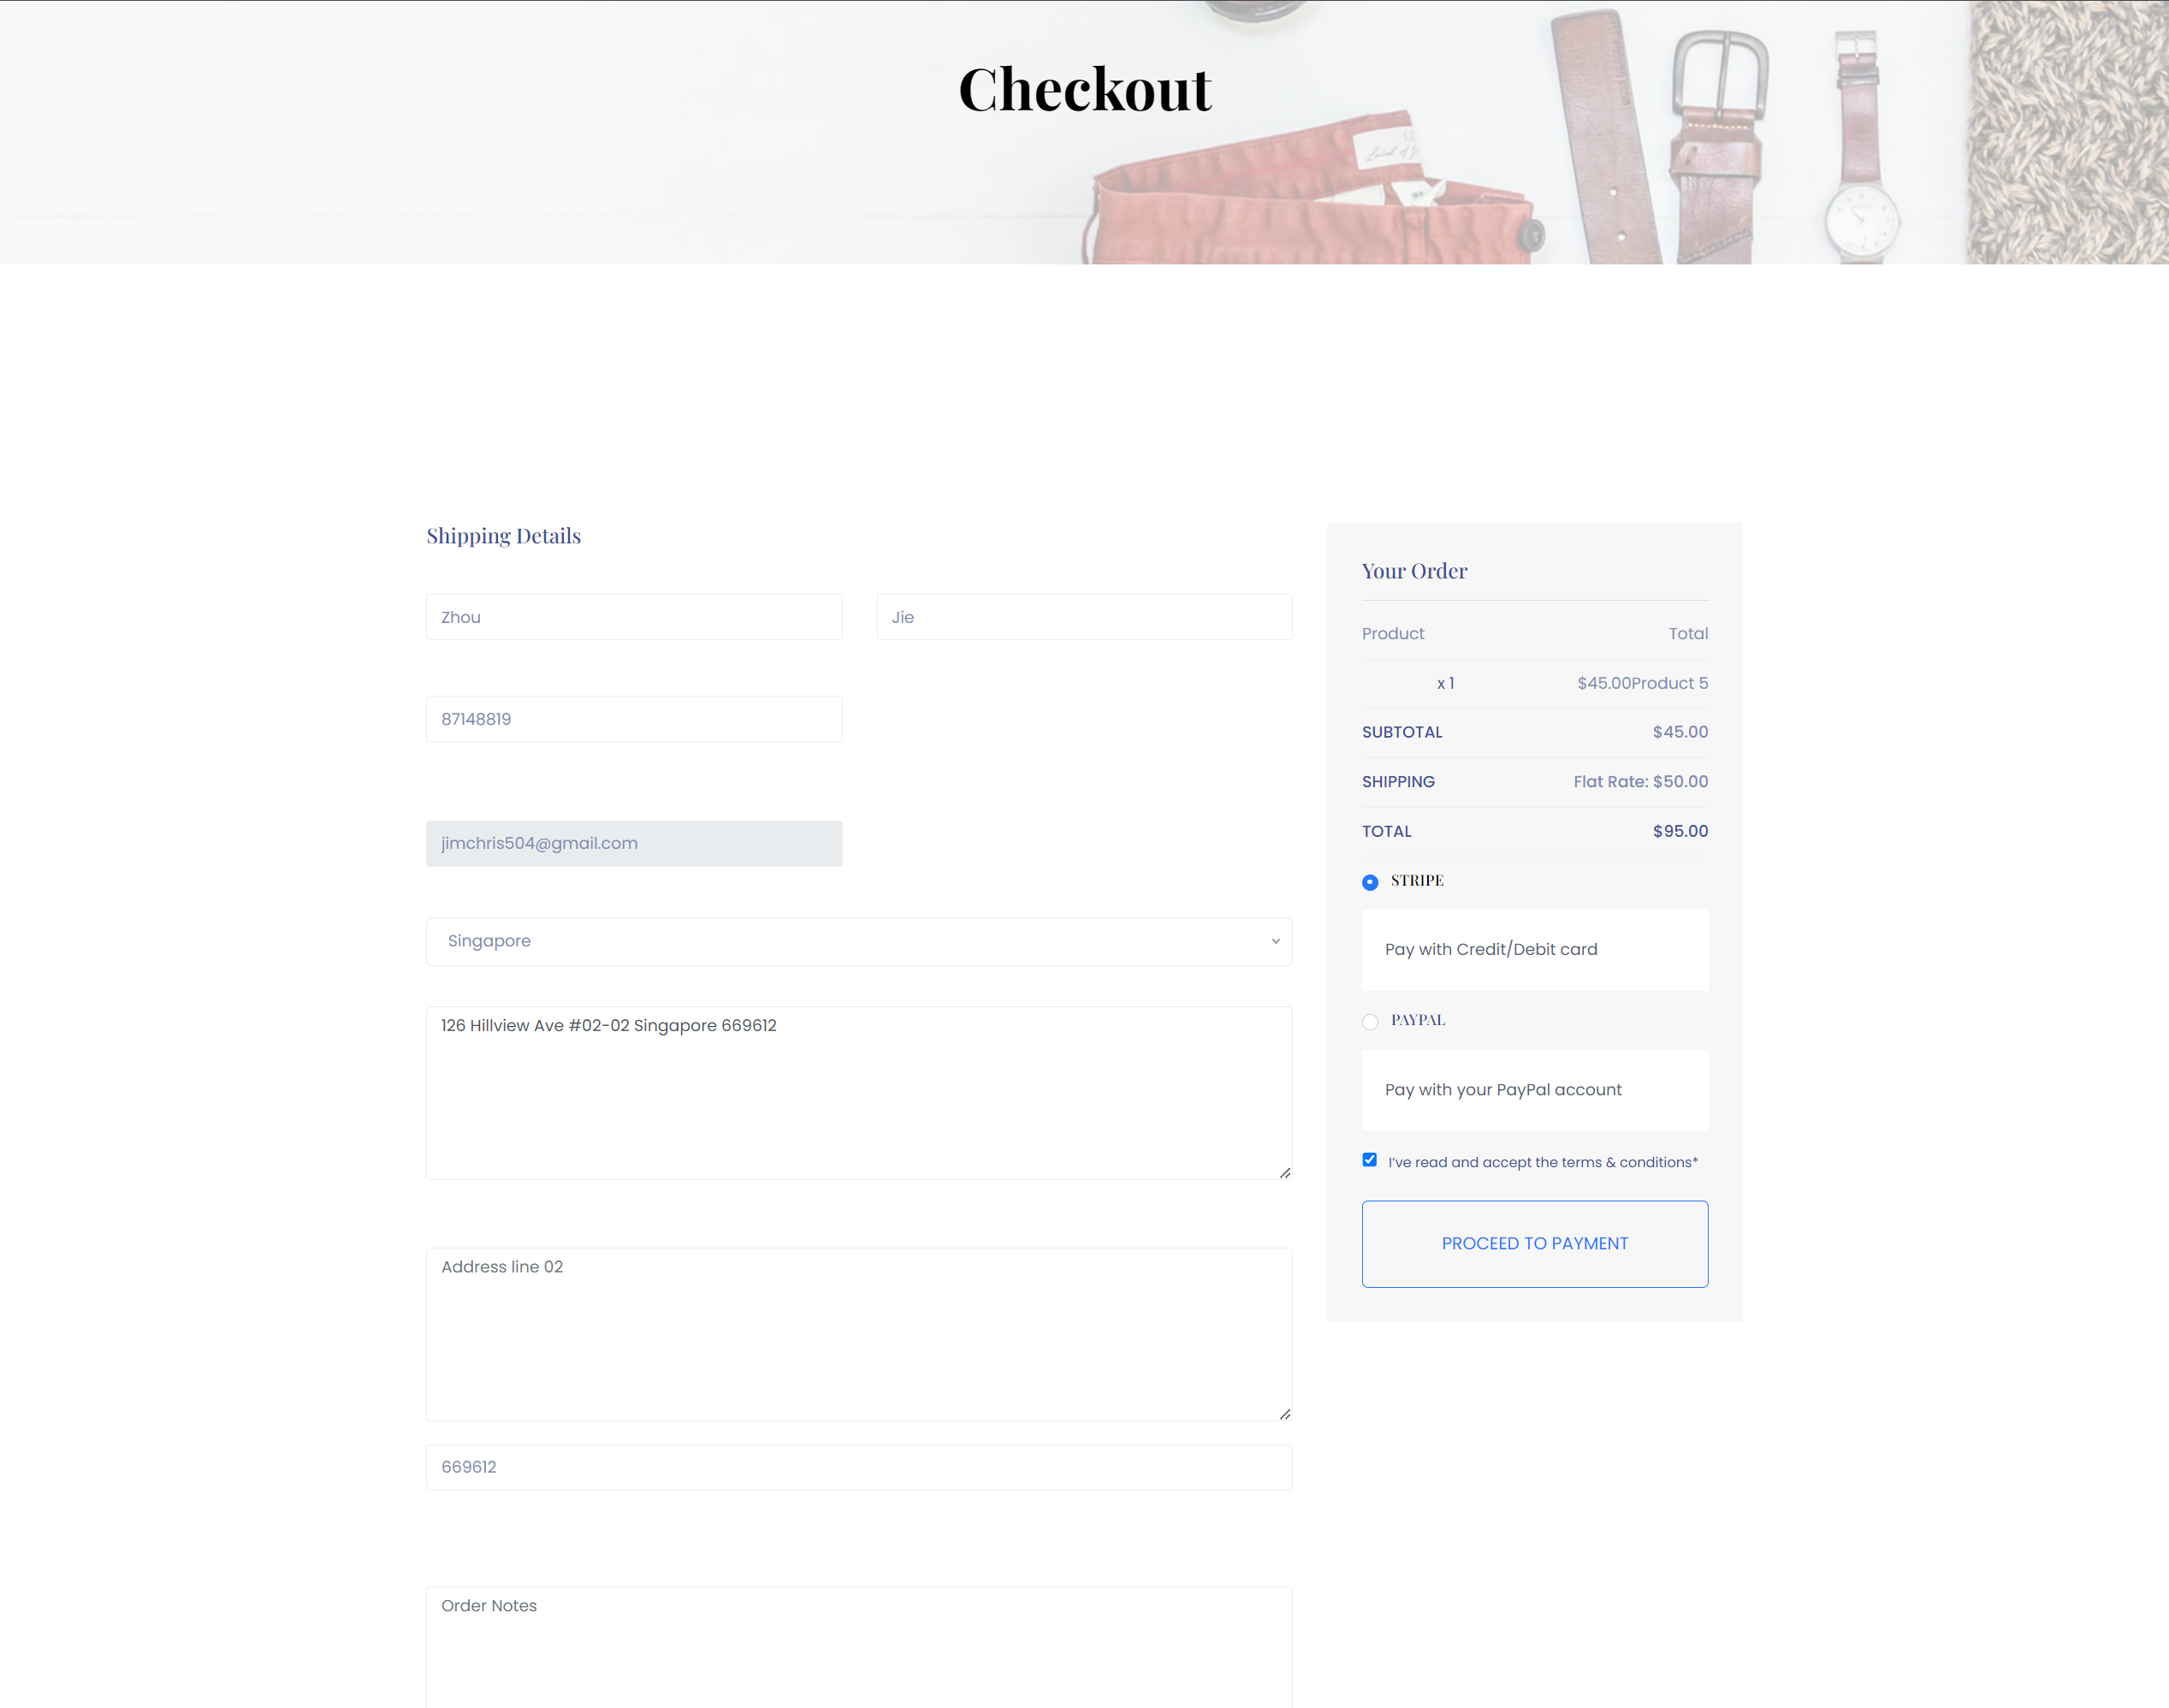 Checkout
Shipping Details
Zhou
Jie
87148819
jimchris504@gmail.com
Singapore
126 Hillview Ave #02-02 Singapore 669612
Address line 02
669612
Order Notes
Your Order
Product Total
x 1 $45.00Product 5
SUBTOTAL $45.00
SHIPPING Flat Rate: $50.00
TOTAL $95.00
STRIPE
Pay with Credit/Debit card
PAYPAL
Pay with your PayPal account
I’ve read and accept the terms & conditions*
PROCEED TO PAYMENT